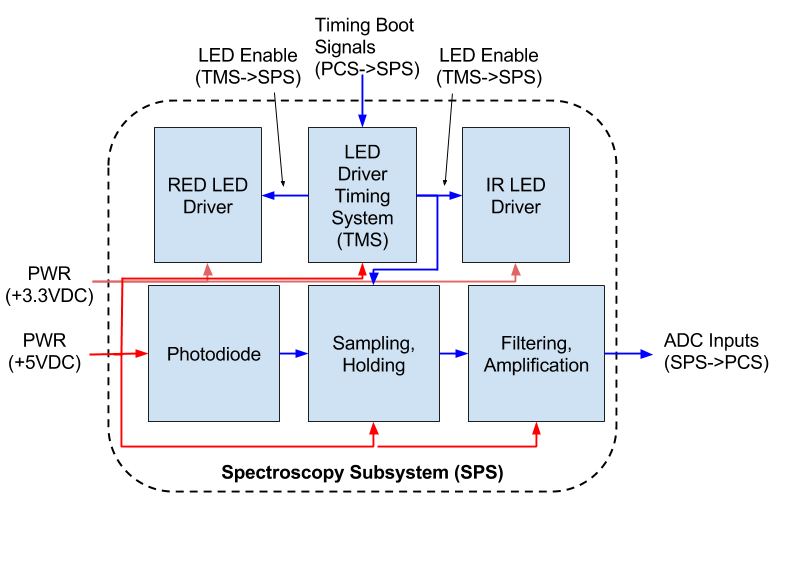 Timing Boot
Signals
(PCS->SPS)
LED Enable
(TMS->SPS)
LED Enable
(TMS->SPS)
RED LED
Driver
LED
Driver
Timing
System
(TMS)
IR LED
Driver
PWR
(+3.3VDC)
PWR
(+5VDC)
Photodiode
Sampling,
Holding
Filtering,
Amplification
ADC Inputs
(SPS->PCS)
Spectroscopy Subsystem (SPS)